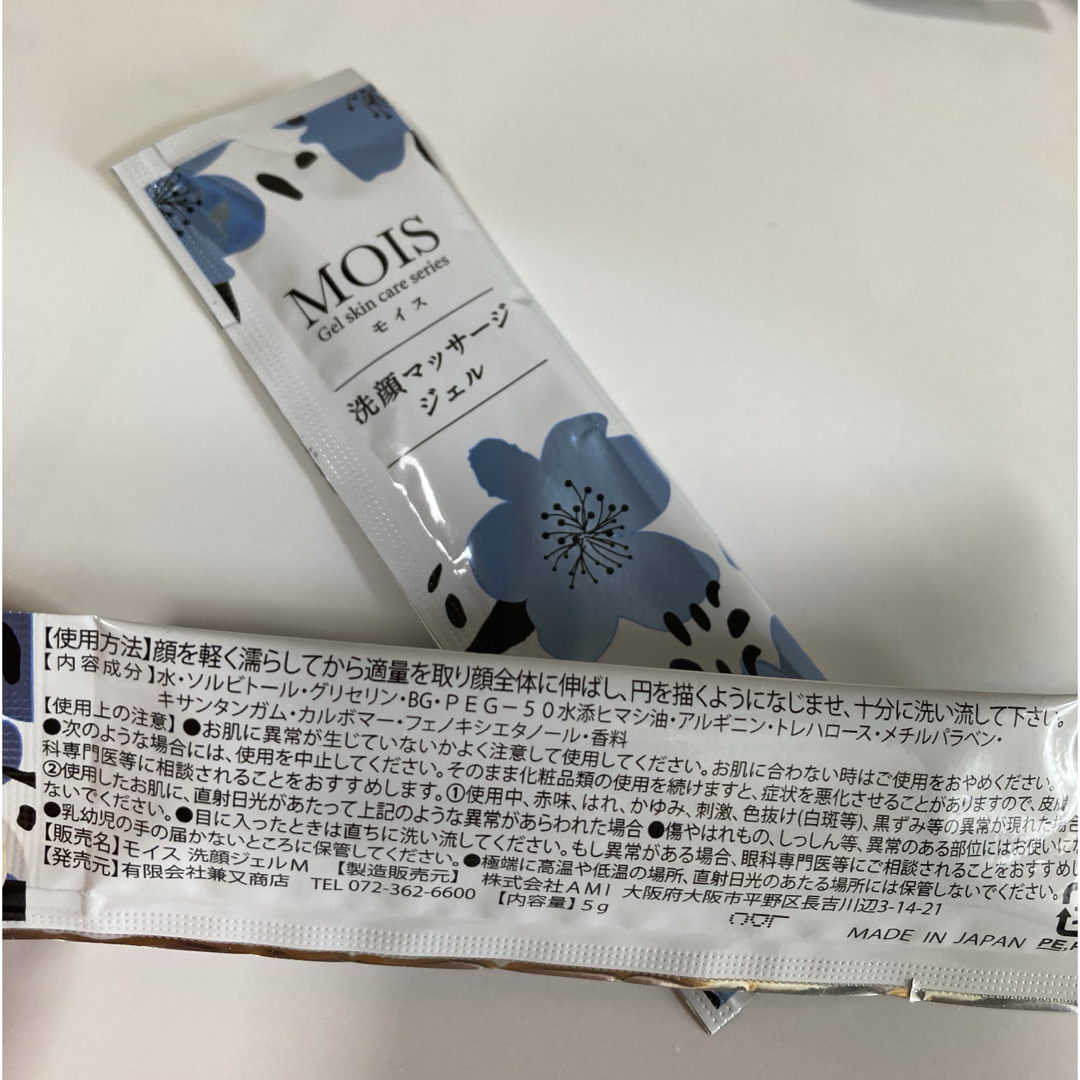 MOIS
Gel skin care series
モイス
洗顔マッサージ
ジェル
【使用方法】顔を軽く濡らしてから適量を取り顔全体に伸ばし、円を描くようになじませ、十分に洗い流して下さい。
【内容成分】水・ソルビトール・グリセリン・BG・PEG－50水添ヒマシ油・アルギニン・トレハロース・メチルパラベン・
キサンタンガム・カルボマー・フェノキシエタノール・香料
【使用上の注意】●お肌に異常が生じていないかよく注意して使用してください。お肌に合わない時はご使用をおやめください。
●次のような場合には、使用を中止してください。そのまま化粧品類の使用を続けますと、症状を悪化させることがありますので、皮膚
科専門医等に相談されることをおすすめします。①使用中、赤味、はれ、かゆみ、刺激、色抜け(白斑等)、黒ずみ等の異常が現れた場合
②使用したお肌に、直射日光があたって上記のような異常があらわれた場合●傷やはれもの、しっしん等、異常のある部位にはお使いにな
ないでください。●目に入ったときは直ちに洗い流してください。もし異常がある場合、眼科専門医等にご相談されることをおすすめし
●乳幼児の手の届かないところに保管してください。●極端に高温や低温の場所、直射日光のあたる場所には保管しないでください。
【販売名】モイス 洗顔ジェルM 【製造販売元】 株式会社AMI 大阪府大阪市平野区長吉川辺3-14-21
【発売元】有限会社兼又商店 TEL 072-362-6600 【内容量】5g
MADE IN JAPAN PE,